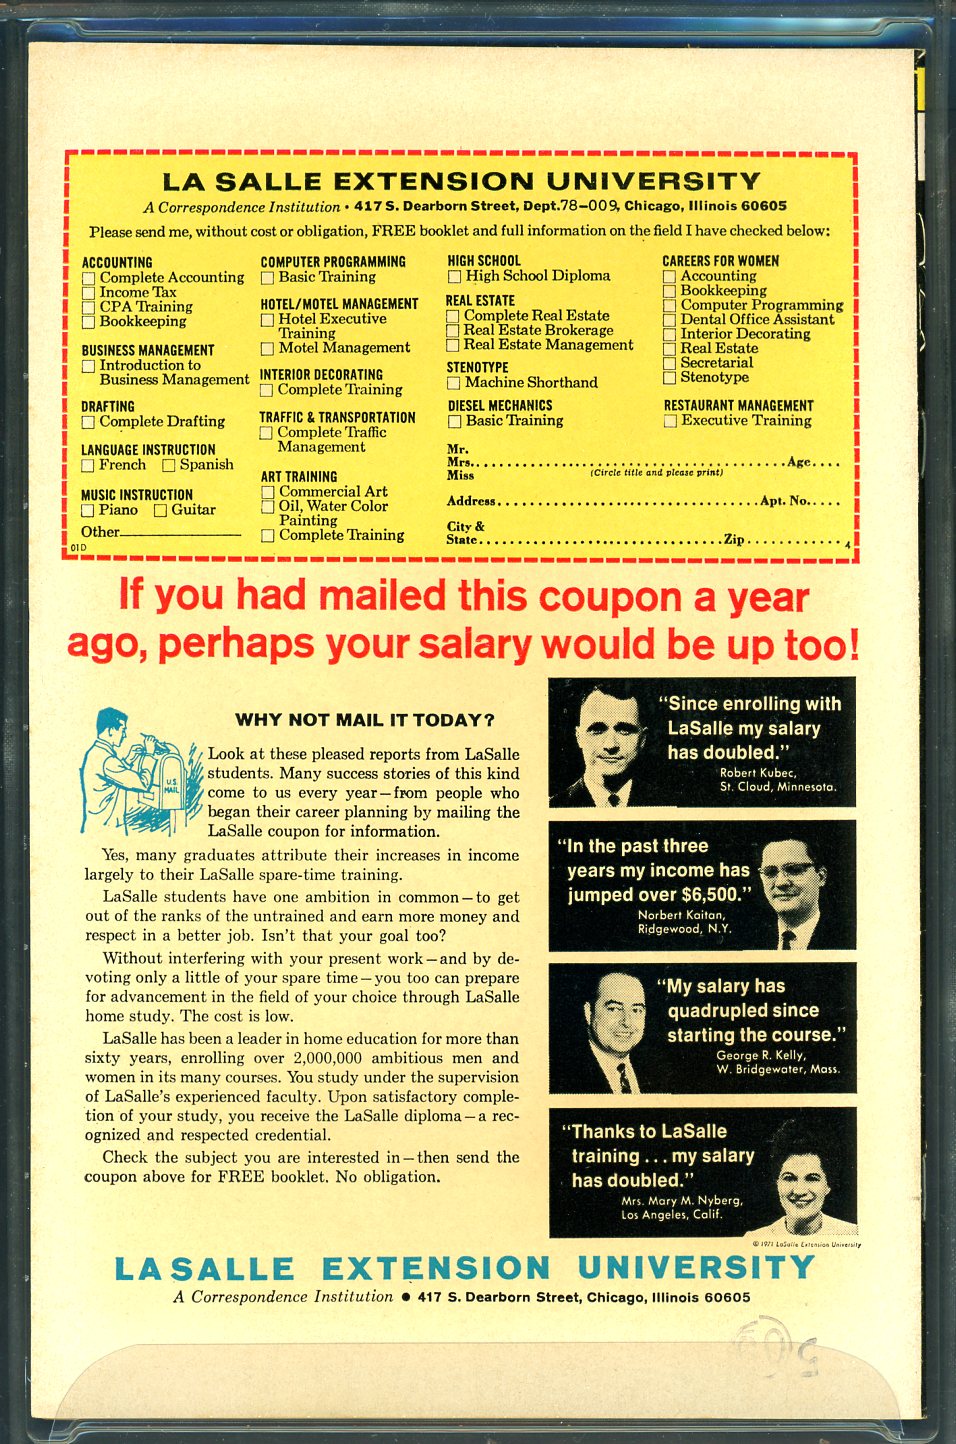 LA SALLE EXTENSION UNIVERSITY
A Correspondence Institution • 417 S. Dearborn Street, Dept.78-009, Chicago, Illinois 60605
Please send me, without cost or obligation, FREE booklet and full information on the field I have checked below:
ACCOUNTING
Complete Accounting
Income Tax
CPA Training
Bookkeeping
BUSINESS MANAGEMENT
Introduction to
Business Management
DRAFTING
Complete Drafting
LANGUAGE INSTRUCTION
French Spanish
MUSIC INSTRUCTION
Piano Guitar
Other
01D
COMPUTER PROGRAMMING
Basic Training
HOTEL/MOTEL MANAGEMENT
Hotel Executive
Training
Motel Management
INTERIOR DECORATING
Complete Training
TRAFFIC & TRANSPORTATION
Complete Traffic
Management
ART TRAINING
Commercial Art
Oil, Water Color
Painting
Complete Training
HIGH SCHOOL
High School Diploma
REAL ESTATE
Complete Real Estate
Real Estate Brokerage
Real Estate Management
STENOTYPE
Machine Shorthand
DIESEL MECHANICS
Basic Training
CAREERS FOR WOMEN
Accounting
Bookkeeping
Computer Programming
Dental Office Assistant
Interior Decorating
Real Estate
Secretarial
Stenotype
RESTAURANT MANAGEMENT
Executive Training
Mr.
Mrs. Age
Miss (Circle title and please print)
Address Apt. No.
City &
State Zip 4
If you had mailed this coupon a year
ago, perhaps your salary would be up too!
WHY NOT MAIL IT TODAY?
U.S.
MAIL
Look at these pleased reports from LaSalle
students. Many success stories of this kind
come to us every year—from people who
began their career planning by mailing the
LaSalle coupon for information.
Yes, many graduates attribute their increases in income
largely to their LaSalle spare-time training.
LaSalle students have one ambition in common—to get
out of the ranks of the untrained and earn more money and
respect in a better job. Isn't that your goal too?
Without interfering with your present work—and by de-
voting only a little of your spare time—you too can prepare
for advancement in the field of your choice through LaSalle
home study. The cost is low.
LaSalle has been a leader in home education for more than
sixty years, enrolling over 2,000,000 ambitious men and
women in its many courses. You study under the supervision
of LaSalle's experienced faculty. Upon satisfactory comple-
tion of your study, you receive the LaSalle diploma—a rec-
ognized and respected credential.
Check the subject you are interested in—then send the
coupon above for FREE booklet. No obligation.
"Since enrolling with
LaSalle my salary
has doubled."
Robert Kubec,
St. Cloud, Minnesota.
"In the past three
years my income has
jumped over $6,500."
Norbert Kaitan,
Ridgewood, N.Y.
"My salary has
quadrupled since
starting the course."
George R. Kelly,
W. Bridgewater, Mass.
"Thanks to LaSalle
training ... my salary
has doubled."
Mrs. Mary M. Nyberg,
Los Angeles, Calif.
© 1971 LaSalle Extension University
LA SALLE EXTENSION UNIVERSITY
A Correspondence Institution • 417 S. Dearborn Street, Chicago, Illinois 60605